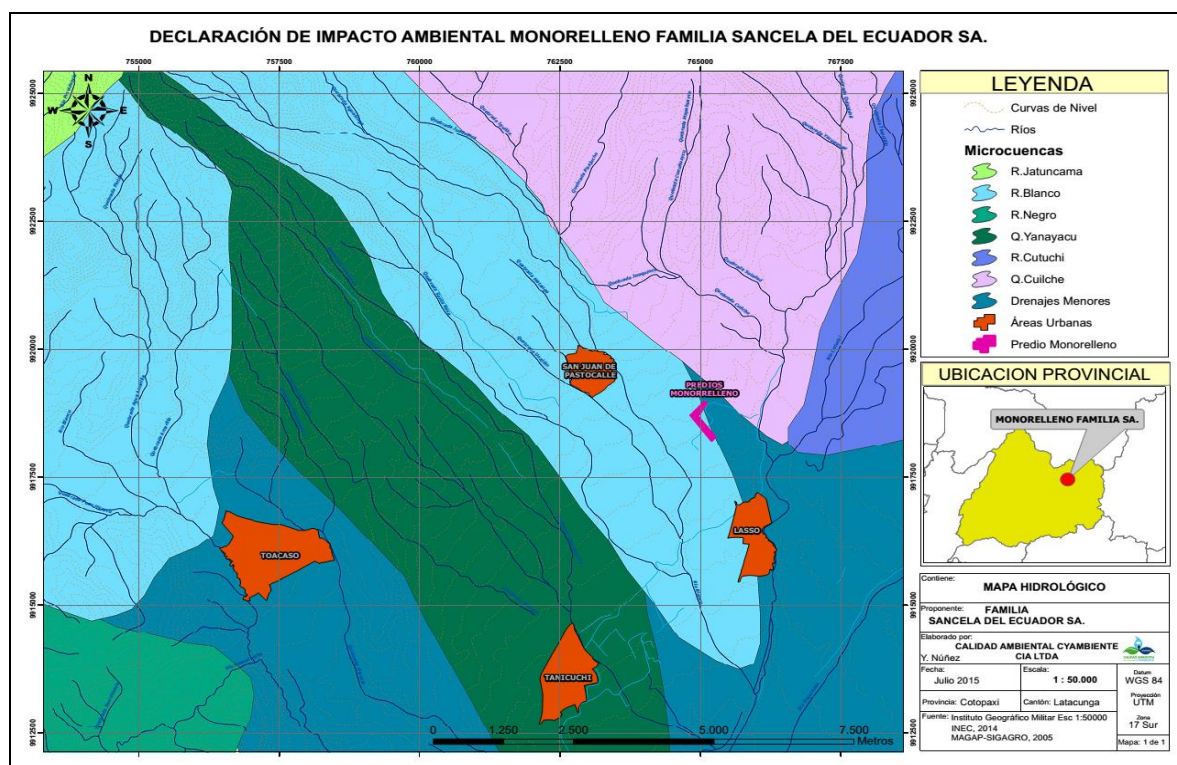 DECLARACIÓN DE IMPACTO AMBIENTAL MONORELLENO FAMILIA SANCELA DEL ECUADOR SA.
755000 757500 760000 762500 765000 767500
N
W E
S
9925000 9925000
9922500 9922500
9920000 9920000
9917500 9917500
9915000 9915000
9912500 9912500
SAN JUAN DE
PASTOCALLE
PREDIOS
MONORRELLENO
LASSO
TOACASO
TANICUCHI
0 1.250 2.500 5.000 7.500
Metros
LEYENDA
Curvas de Nivel
Ríos
Microcuencas
R.Jatuncama
R.Blanco
R.Negro
Q.Yanayacu
R.Cutuchi
Q.Cuilche
Drenajes Menores
Áreas Urbanas
Predio Monorelleno
UBICACION PROVINCIAL
MONORELLENO FAMILIA SA.
Contiene:
MAPA HIDROLÓGICO
Proponente: FAMILIA
SANCELA DEL ECUADOR SA.
Elaborado por:
CALIDAD AMBIENTAL CYAMBIENTE
Y. Núñez CIA LTDA
Fecha:
Julio 2015
Escala:
1 : 50.000
Datum
WGS 84
Provincia: Cotopaxi
Cantón: Latacunga
Proyección
UTM
Fuente: Instituto Geográfico Militar Esc 1:50000
INEC, 2014
MAGAP-SIGAGRO, 2005
Zona
17 Sur
Mapa: 1 de 1